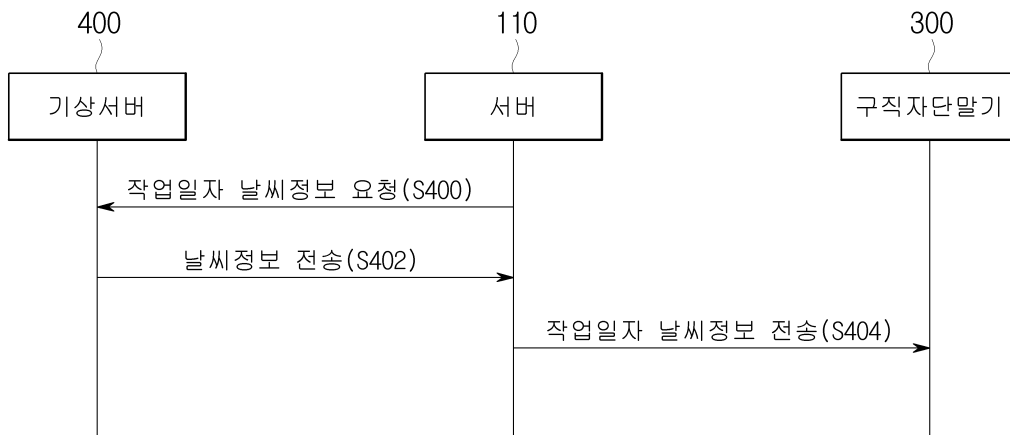 400 110 300
기상서버 서버 구직자단말기
작업일자 날씨정보 요청(S400)
날씨정보 전송(S402)
작업일자 날씨정보 전송(S404)